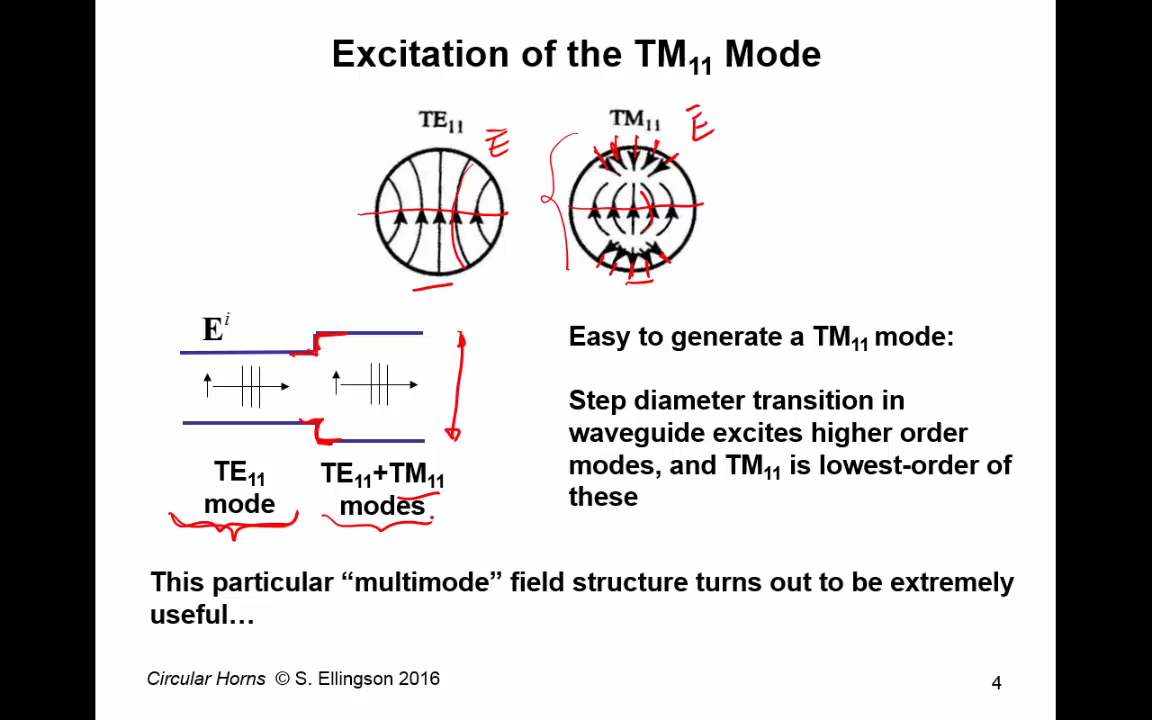 Excitation of the TM11 Mode
TE11
E̅
TM11
E̅
E^i
TE11
mode
TE11+TM11
modes
Easy to generate a TM11 mode:
Step diameter transition in
waveguide excites higher order
modes, and TM11 is lowest-order of
these
This particular “multimode” field structure turns out to be extremely
useful…
Circular Horns © S. Ellingson 2016
4